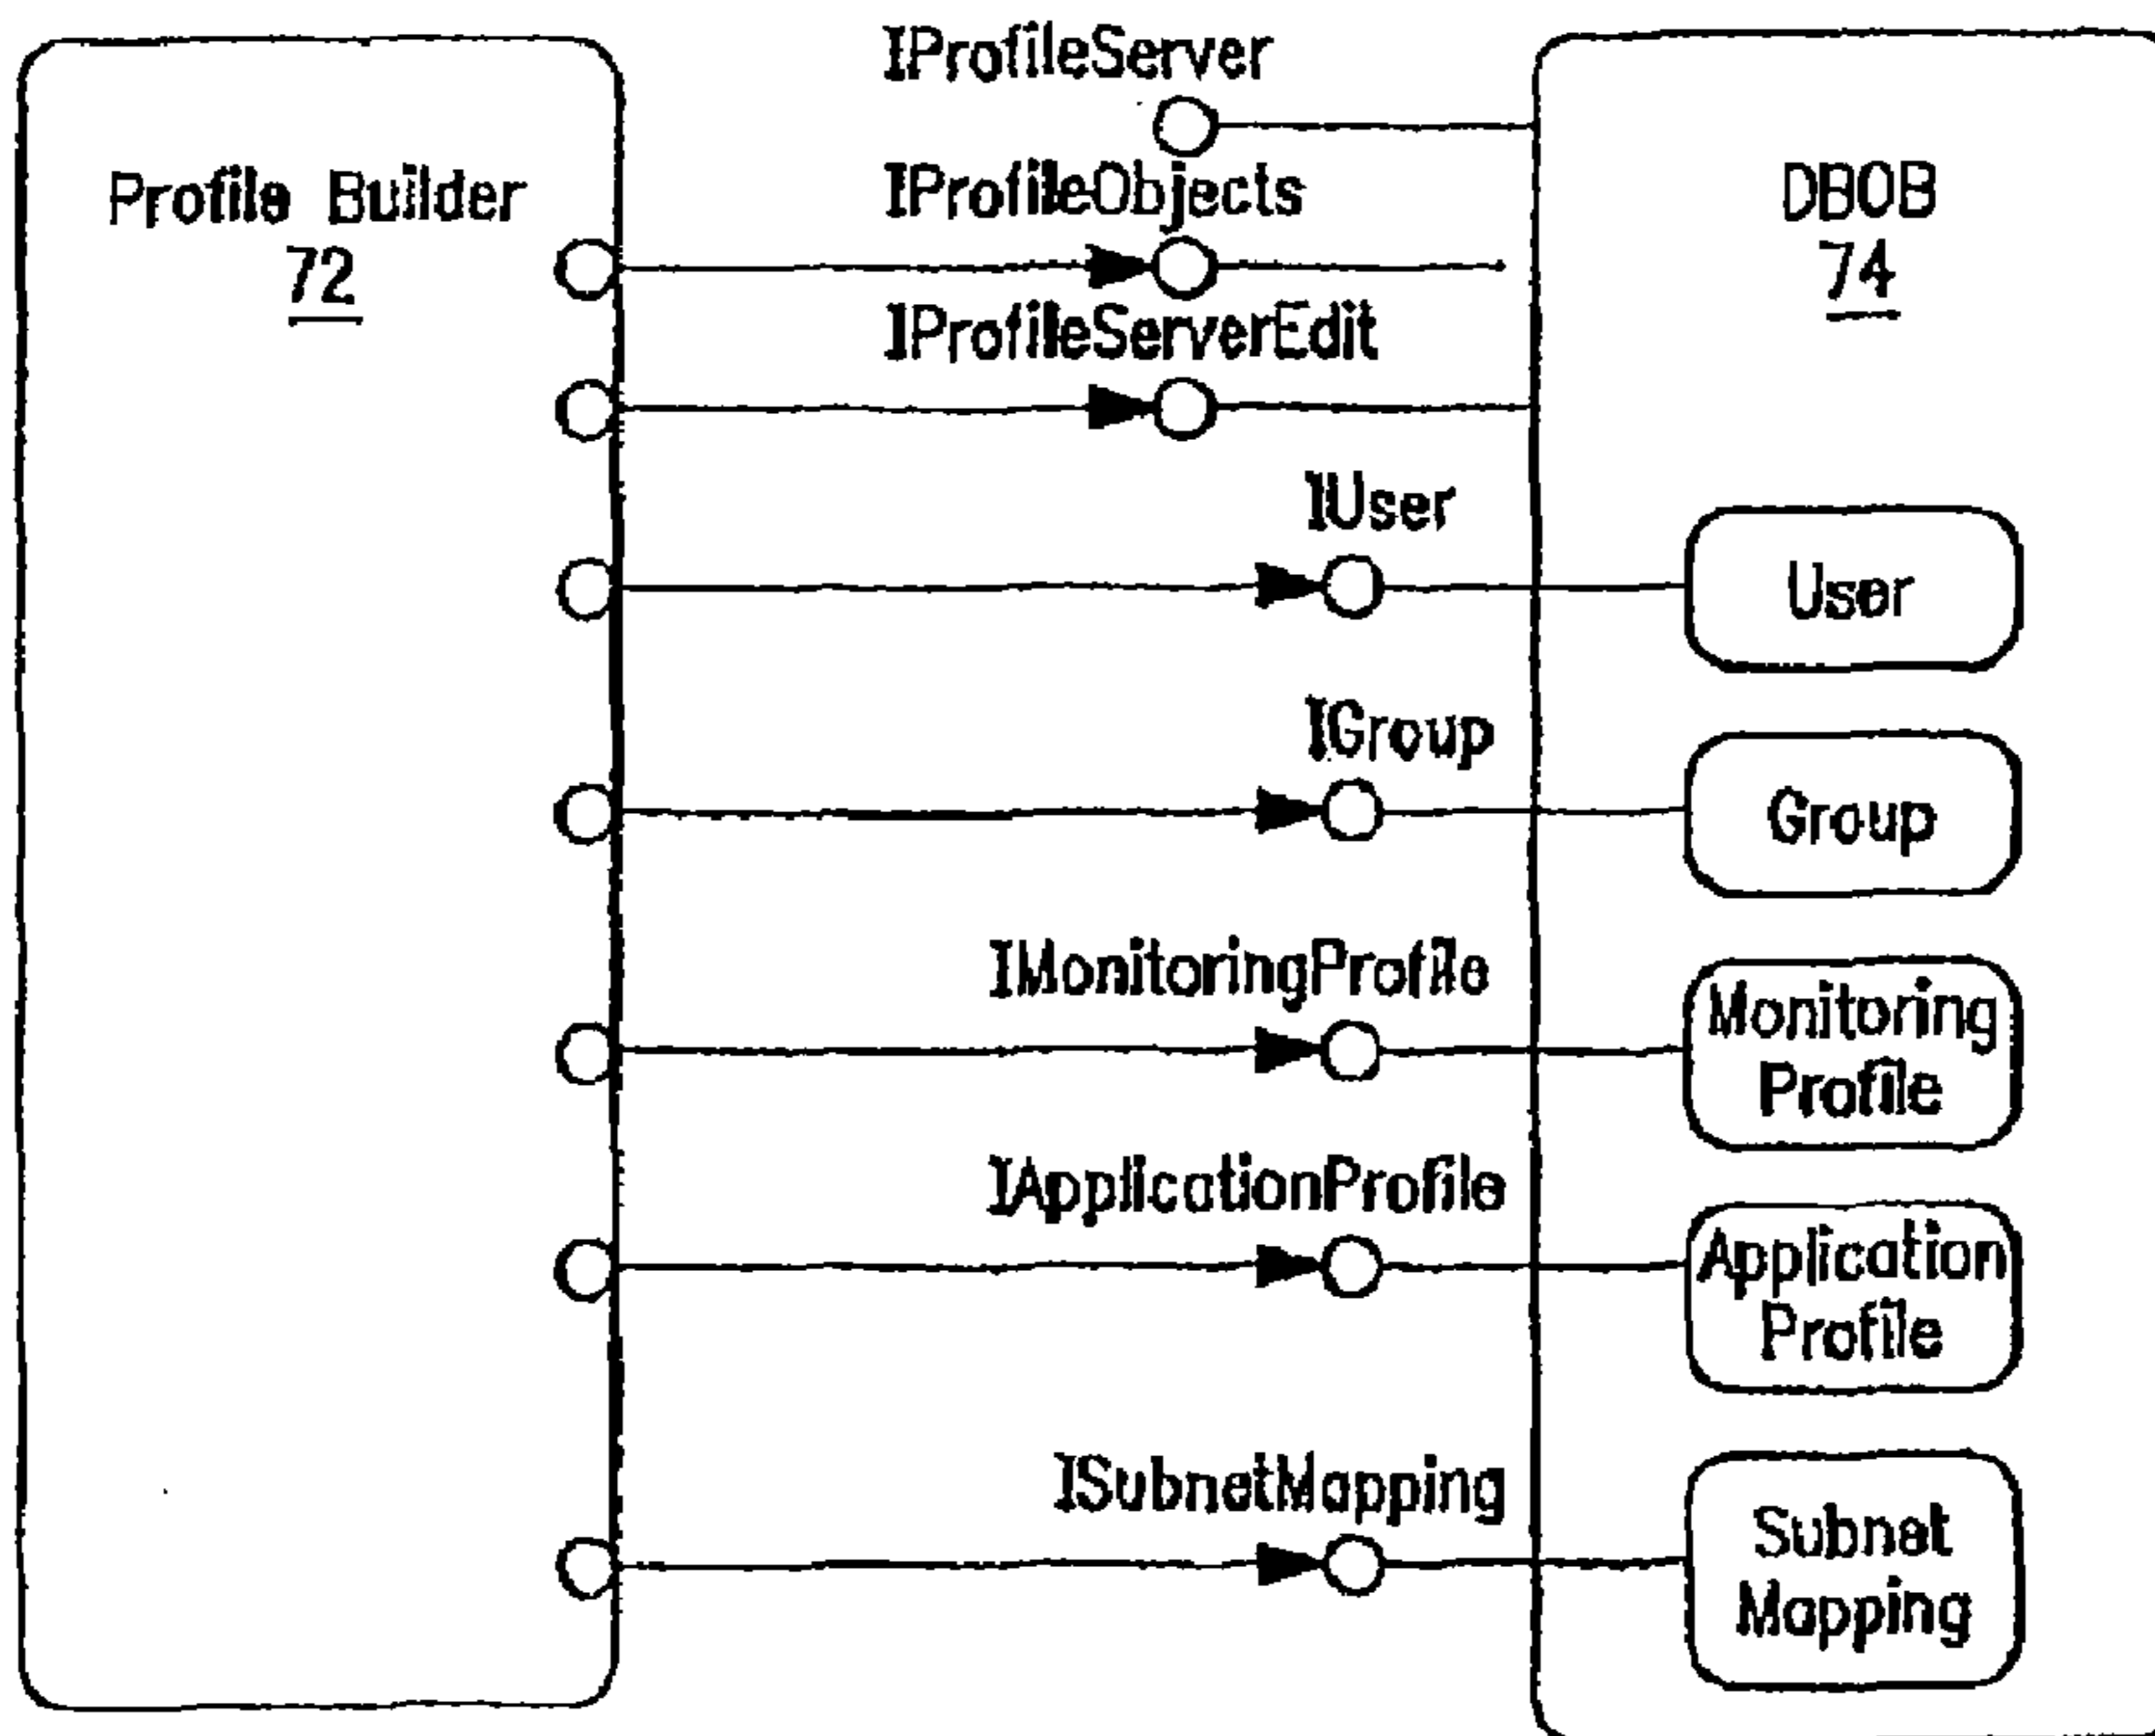 IProfileServer
Profile Builder
72
IProfileObjects
DBOB
74
IProfileServerEdit
IUser
User
IGroup
Group
IMonitoringProfile
Monitoring
Profile
IApplicationProfile
Application
Profile
ISubnetMapping
Subnet
Mapping